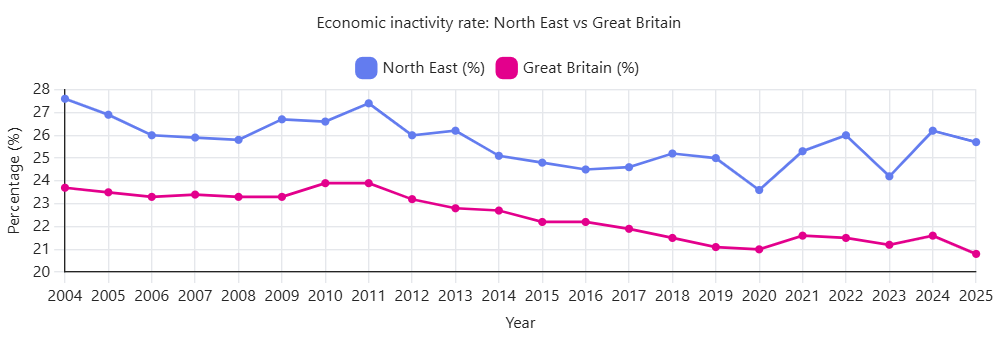 Economic inactivity rate: North East vs Great Britain
North East (%) Great Britain (%)
Percentage (%)
28
27
26
25
24
23
22
21
20
2004 2005 2006 2007 2008 2009 2010 2011 2012 2013 2014 2015 2016 2017 2018 2019 2020 2021 2022 2023 2024 2025
Year